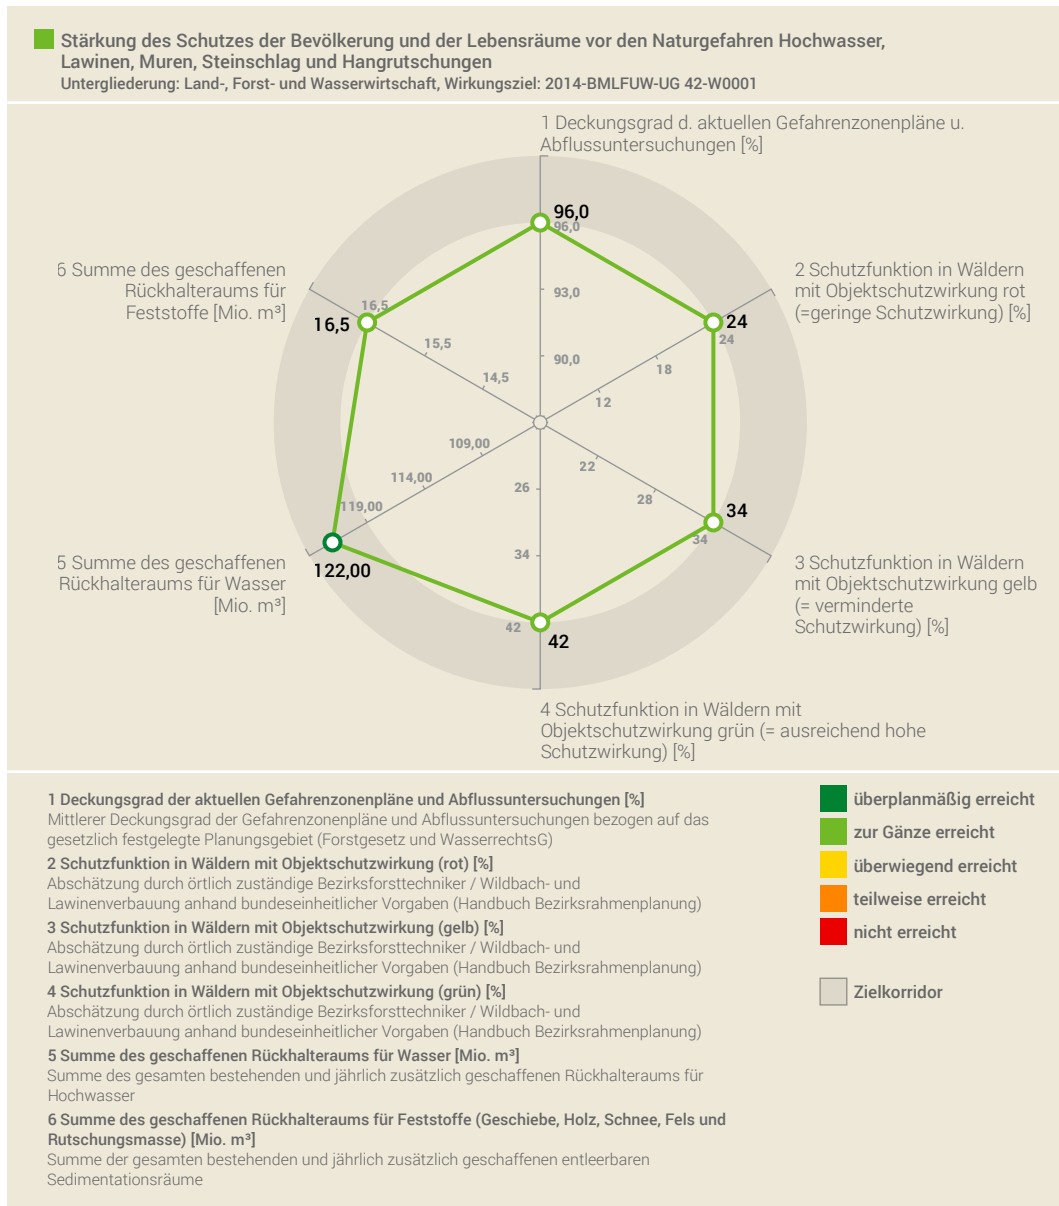 Stärkung des Schutzes der Bevölkerung und der Lebensräume vor den Naturgefahren Hochwasser,
Lawinen, Muren, Steinschlag und Hangrutschungen
Untergliederung: Land-, Forst- und Wasserwirtschaft, Wirkungsziel: 2014-BMLFUW-UG 42-W0001
1 Deckungsgrad d. aktuellen Gefahrenzonenpläne u.
Abflussuntersuchungen [%]
96,0
96,0
93,0
90,0
2 Schutzfunktion in Wäldern
mit Objektschutzwirkung rot
(=geringe Schutzwirkung) [%]
24
24
18
12
3 Schutzfunktion in Wäldern
mit Objektschutzwirkung gelb
(= verminderte
Schutzwirkung) [%]
34
34
28
22
4 Schutzfunktion in Wäldern mit
Objektschutzwirkung grün (= ausreichend hohe
Schutzwirkung) [%]
26
34
42
42
5 Summe des geschaffenen
Rückhalteraums für Wasser
[Mio. m³]
109,00
114,00
119,00
122,00
6 Summe des geschaffenen
Rückhalteraums für
Feststoffe [Mio. m³]
16,5
16,5
15,5
14,5
1 Deckungsgrad der aktuellen Gefahrenzonenpläne und Abflussuntersuchungen [%]
Mittlerer Deckungsgrad der Gefahrenzonenpläne und Abflussuntersuchungen bezogen auf das
gesetzlich festgelegte Planungsgebiet (Forstgesetz und WasserrechtsG)
2 Schutzfunktion in Wäldern mit Objektschutzwirkung (rot) [%]
Abschätzung durch örtlich zuständige Bezirksforsttechniker / Wildbach- und
Lawinenverbauung anhand bundeseinheitlicher Vorgaben (Handbuch Bezirksrahmenplanung)
3 Schutzfunktion in Wäldern mit Objektschutzwirkung (gelb) [%]
Abschätzung durch örtlich zuständige Bezirksforsttechniker / Wildbach- und
Lawinenverbauung anhand bundeseinheitlicher Vorgaben (Handbuch Bezirksrahmenplanung)
4 Schutzfunktion in Wäldern mit Objektschutzwirkung (grün) [%]
Abschätzung durch örtlich zuständige Bezirksforsttechniker / Wildbach- und
Lawinenverbauung anhand bundeseinheitlicher Vorgaben (Handbuch Bezirksrahmenplanung)
5 Summe des geschaffenen Rückhalteraums für Wasser [Mio. m³]
Summe des gesamten bestehenden und jährlich zusätzlich geschaffenen Rückhalteraums für
Hochwasser
6 Summe des geschaffenen Rückhalteraums für Feststoffe (Geschiebe, Holz, Schnee, Fels und
Rutschungsmasse) [Mio. m³]
Summe der gesamten bestehenden und jährlich zusätzlich geschaffenen entleerbaren
Sedimentationsräume
überplanmäßig erreicht
zur Gänze erreicht
überwiegend erreicht
teilweise erreicht
nicht erreicht
Zielkorridor